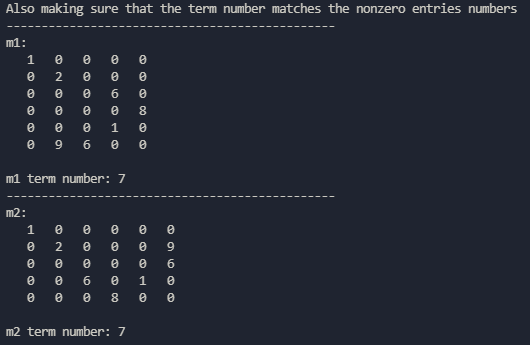 Also making sure that the term number matches the nonzero entries numbers
-----------------------------------------------
m1:
   1   0   0   0   0
   0   2   0   0   0
   0   0   0   6   0
   0   0   0   0   8
   0   0   0   1   0
   0   9   6   0   0
m1 term number: 7
-----------------------------------------------
m2:
   1   0   0   0   0   0
   0   2   0   0   0   9
   0   0   0   0   0   6
   0   0   6   0   1   0
   0   0   0   8   0   0
m2 term number: 7